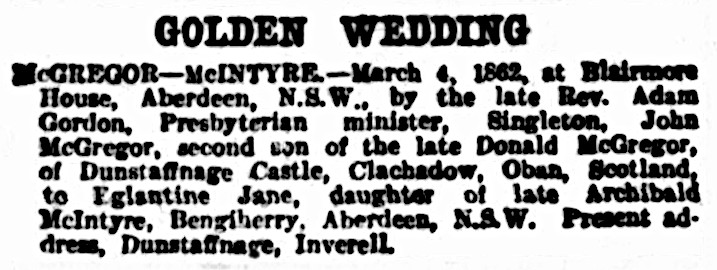 GOLDEN WEDDING
McGREGOR—McINTYRE.—March 4, 1862, at Blairmore
House, Aberdeen, N.S.W., by the late Rev. Adam
Gordon, Presbyterian minister, Singleton, John
McGregor, second son of the late Donald McGregor,
of Dunstaffnage Castle, Clachadow, Oban, Scotland,
to Eglantine Jane, daughter of late Archibald
McIntyre, Bengiherry, Aberdeen, N.S.W. Present ad-
dress, Dunstaffnage, Inverell.